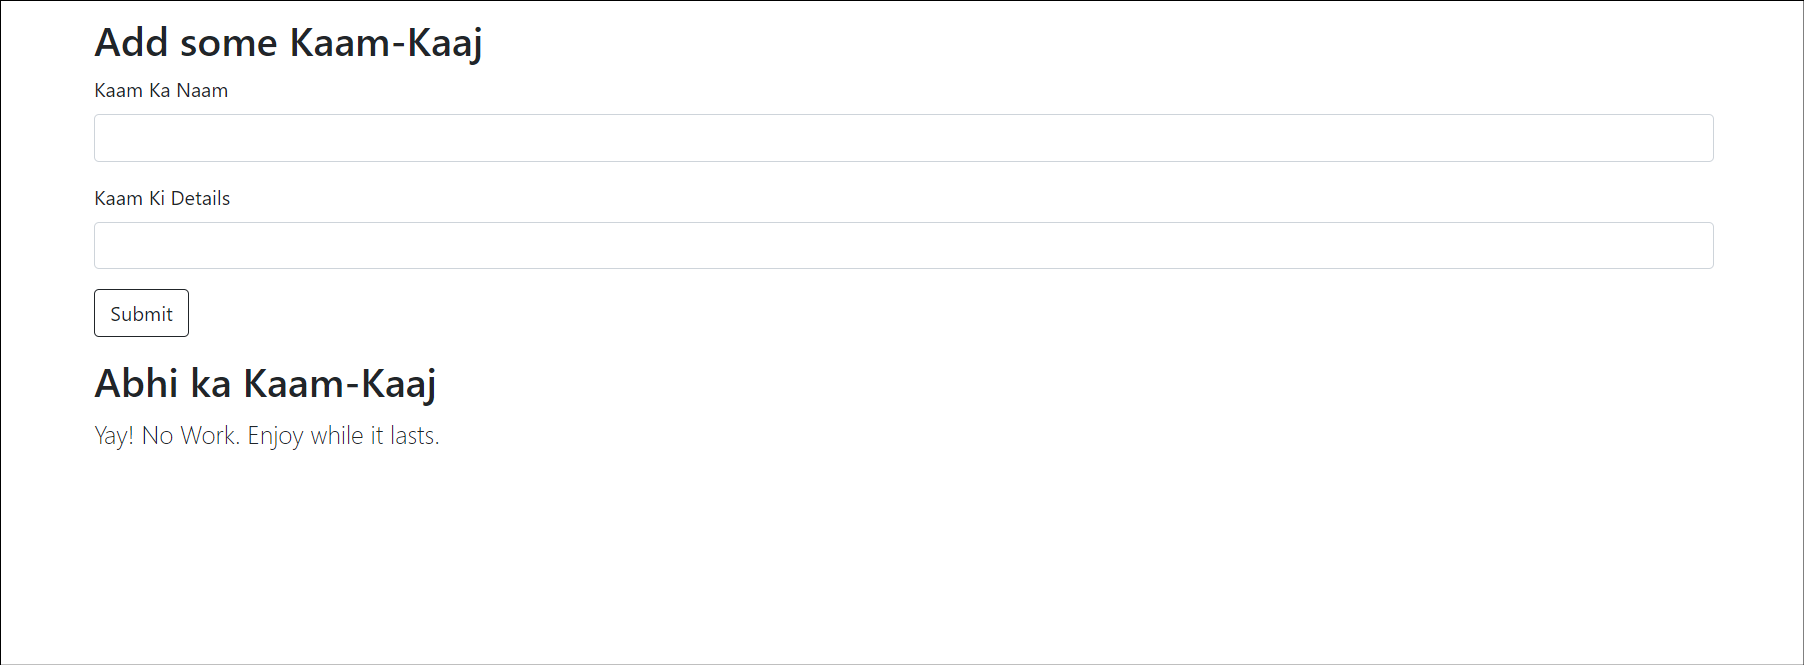 Add some Kaam-Kaaj
Kaam Ka Naam
Kaam Ki Details
Submit
Abhi ka Kaam-Kaaj
Yay! No Work. Enjoy while it lasts.